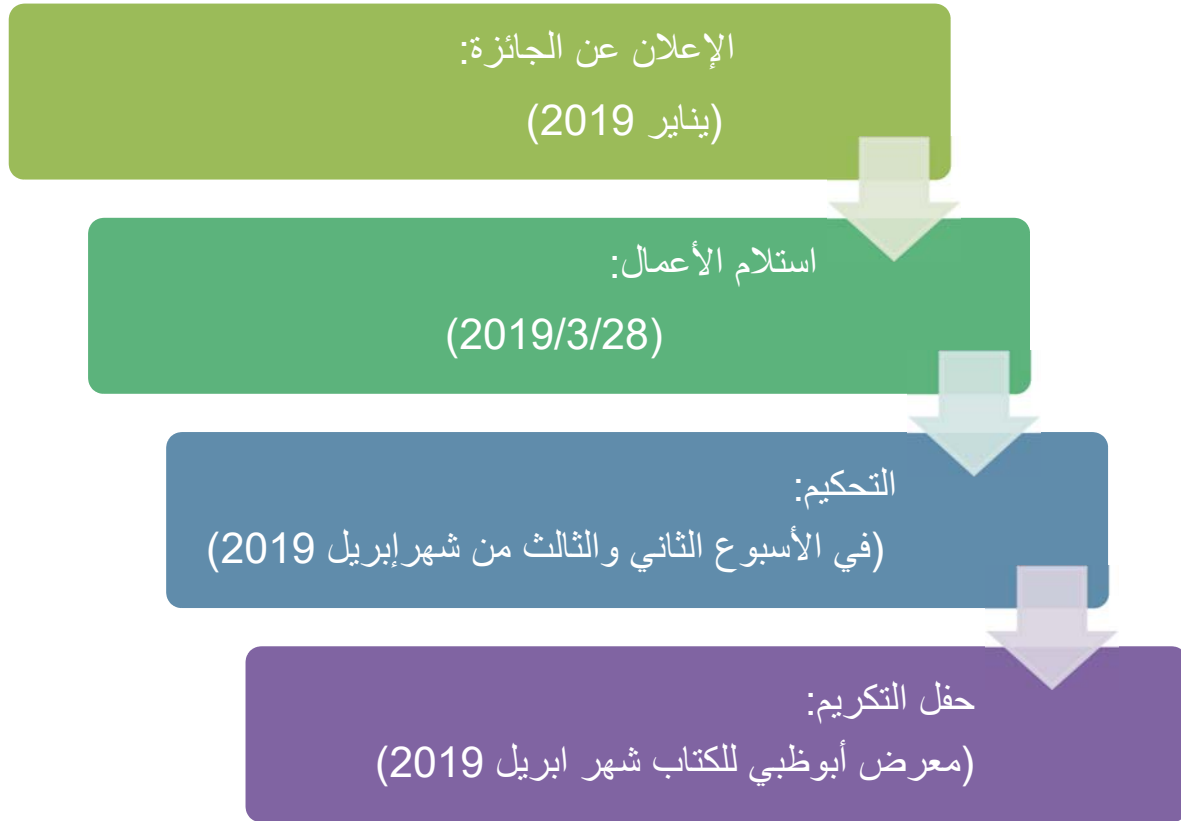 الإعلان عن الجائزة:
(يناير 2019)
استلام الأعمال:
(2019/3/28)
التحكيم:
(في الأسبوع الثاني والثالث من شهرإبريل 2019)
حفل التكريم:
(معرض أبوظبي للكتاب شهر ابريل 2019)